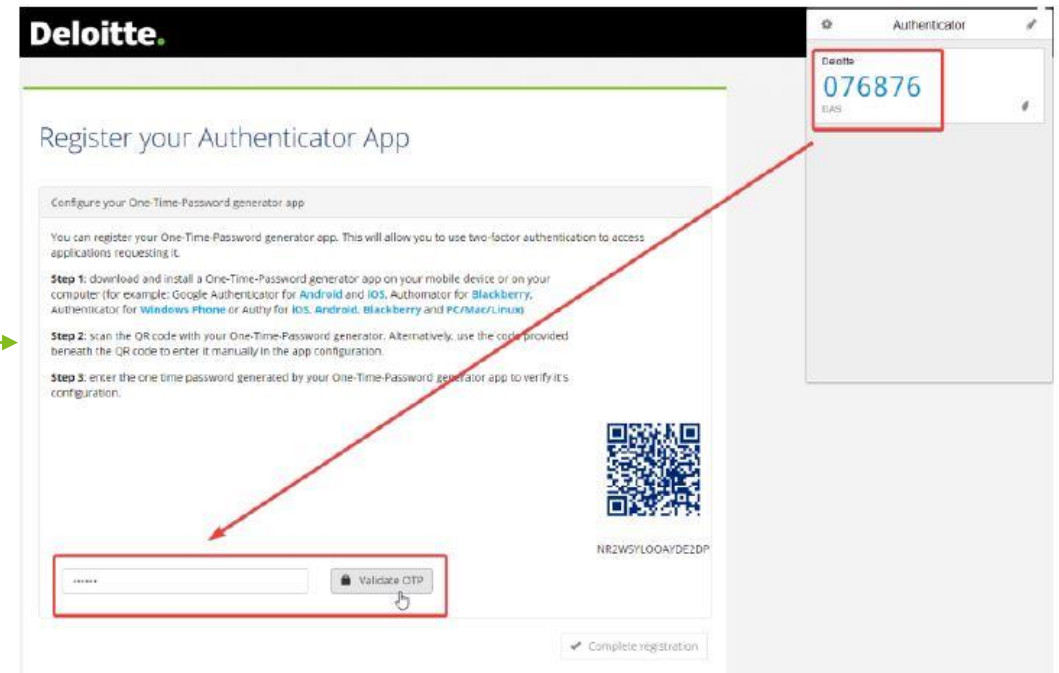 Deloitte.
Authenticator
Deloitte
076876
DAS
Register your Authenticator App
Configure your One-Time-Password generator app
You can register your One-Time-Password generator app. This will allow you to use two-factor authentication to access
applications requesting it.
Step 1: download and install a One-Time-Password generator app on your mobile device or on your
computer (for example: Google Authenticator for Android and iOS, Authomator for Blackberry,
Authenticator for Windows Phone or Authy for iOS, Android, Blackberry and PC/Mac/Linux)
Step 2: scan the QR code with your One-Time-Password generator. Alternatively, use the code provided
beneath the QR code to enter it manually in the app configuration.
Step 3: enter the one time password generated by your One-Time-Password generator app to verify it's
configuration.
NR2WSYLOOAYDE2DP
Validate OTP
Complete registration